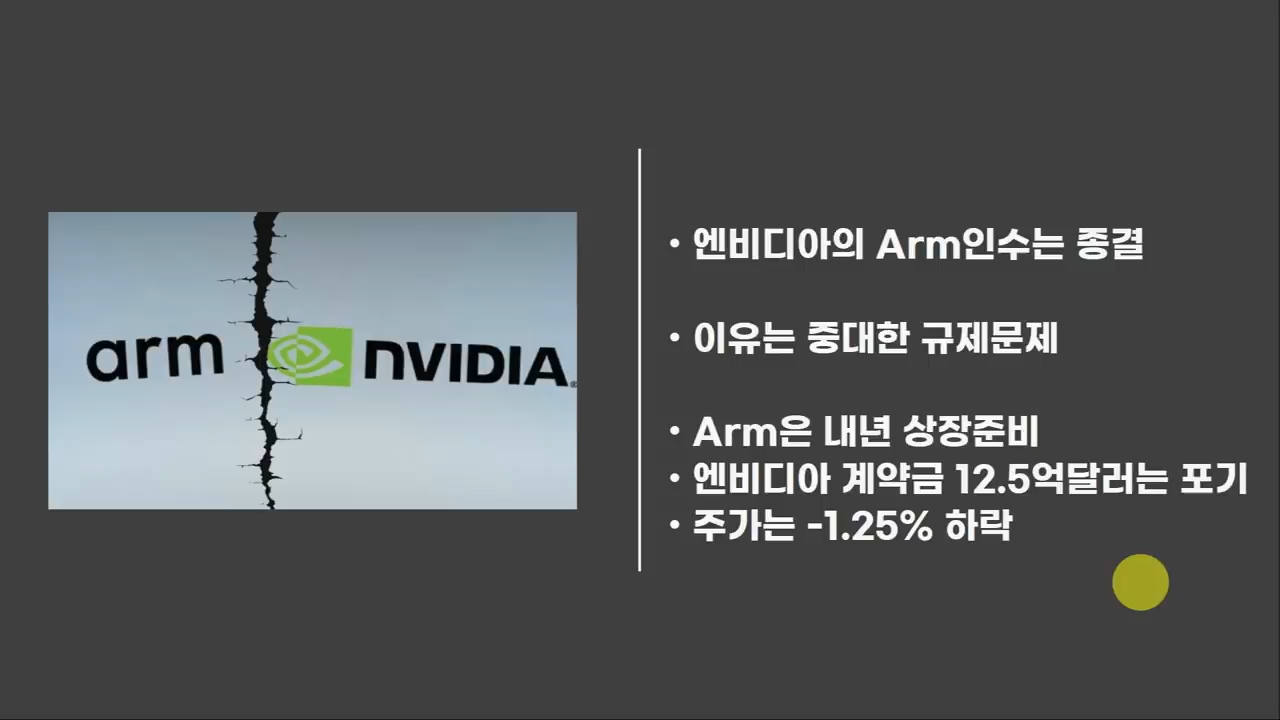 arm
NVIDIA
• 엔비디아의 Arm인수는 종결
• 이유는 중대한 규제문제
• Arm은 내년 상장준비
• 엔비디아 계약금 12.5억달러는 포기
• 주가는 -1.25% 하락